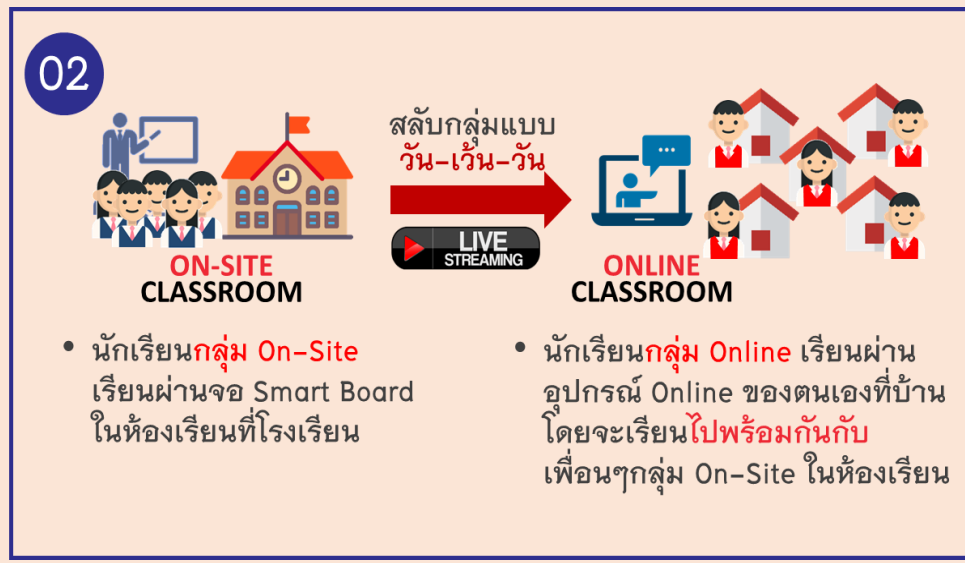 02
สลับกลุ่มแบบ
วัน-เว้น-วัน
LIVE
STREAMING
ON-SITE
CLASSROOM
ONLINE
CLASSROOM
• นักเรียนกลุ่ม On-Site
เรียนผ่านจอ Smart Board
ในห้องเรียนที่โรงเรียน
• นักเรียนกลุ่ม Online เรียนผ่าน
อุปกรณ์ Online ของตนเองที่บ้าน
โดยจะเรียนไปพร้อมกันกับ
เพื่อนๆกลุ่ม On-Site ในห้องเรียน